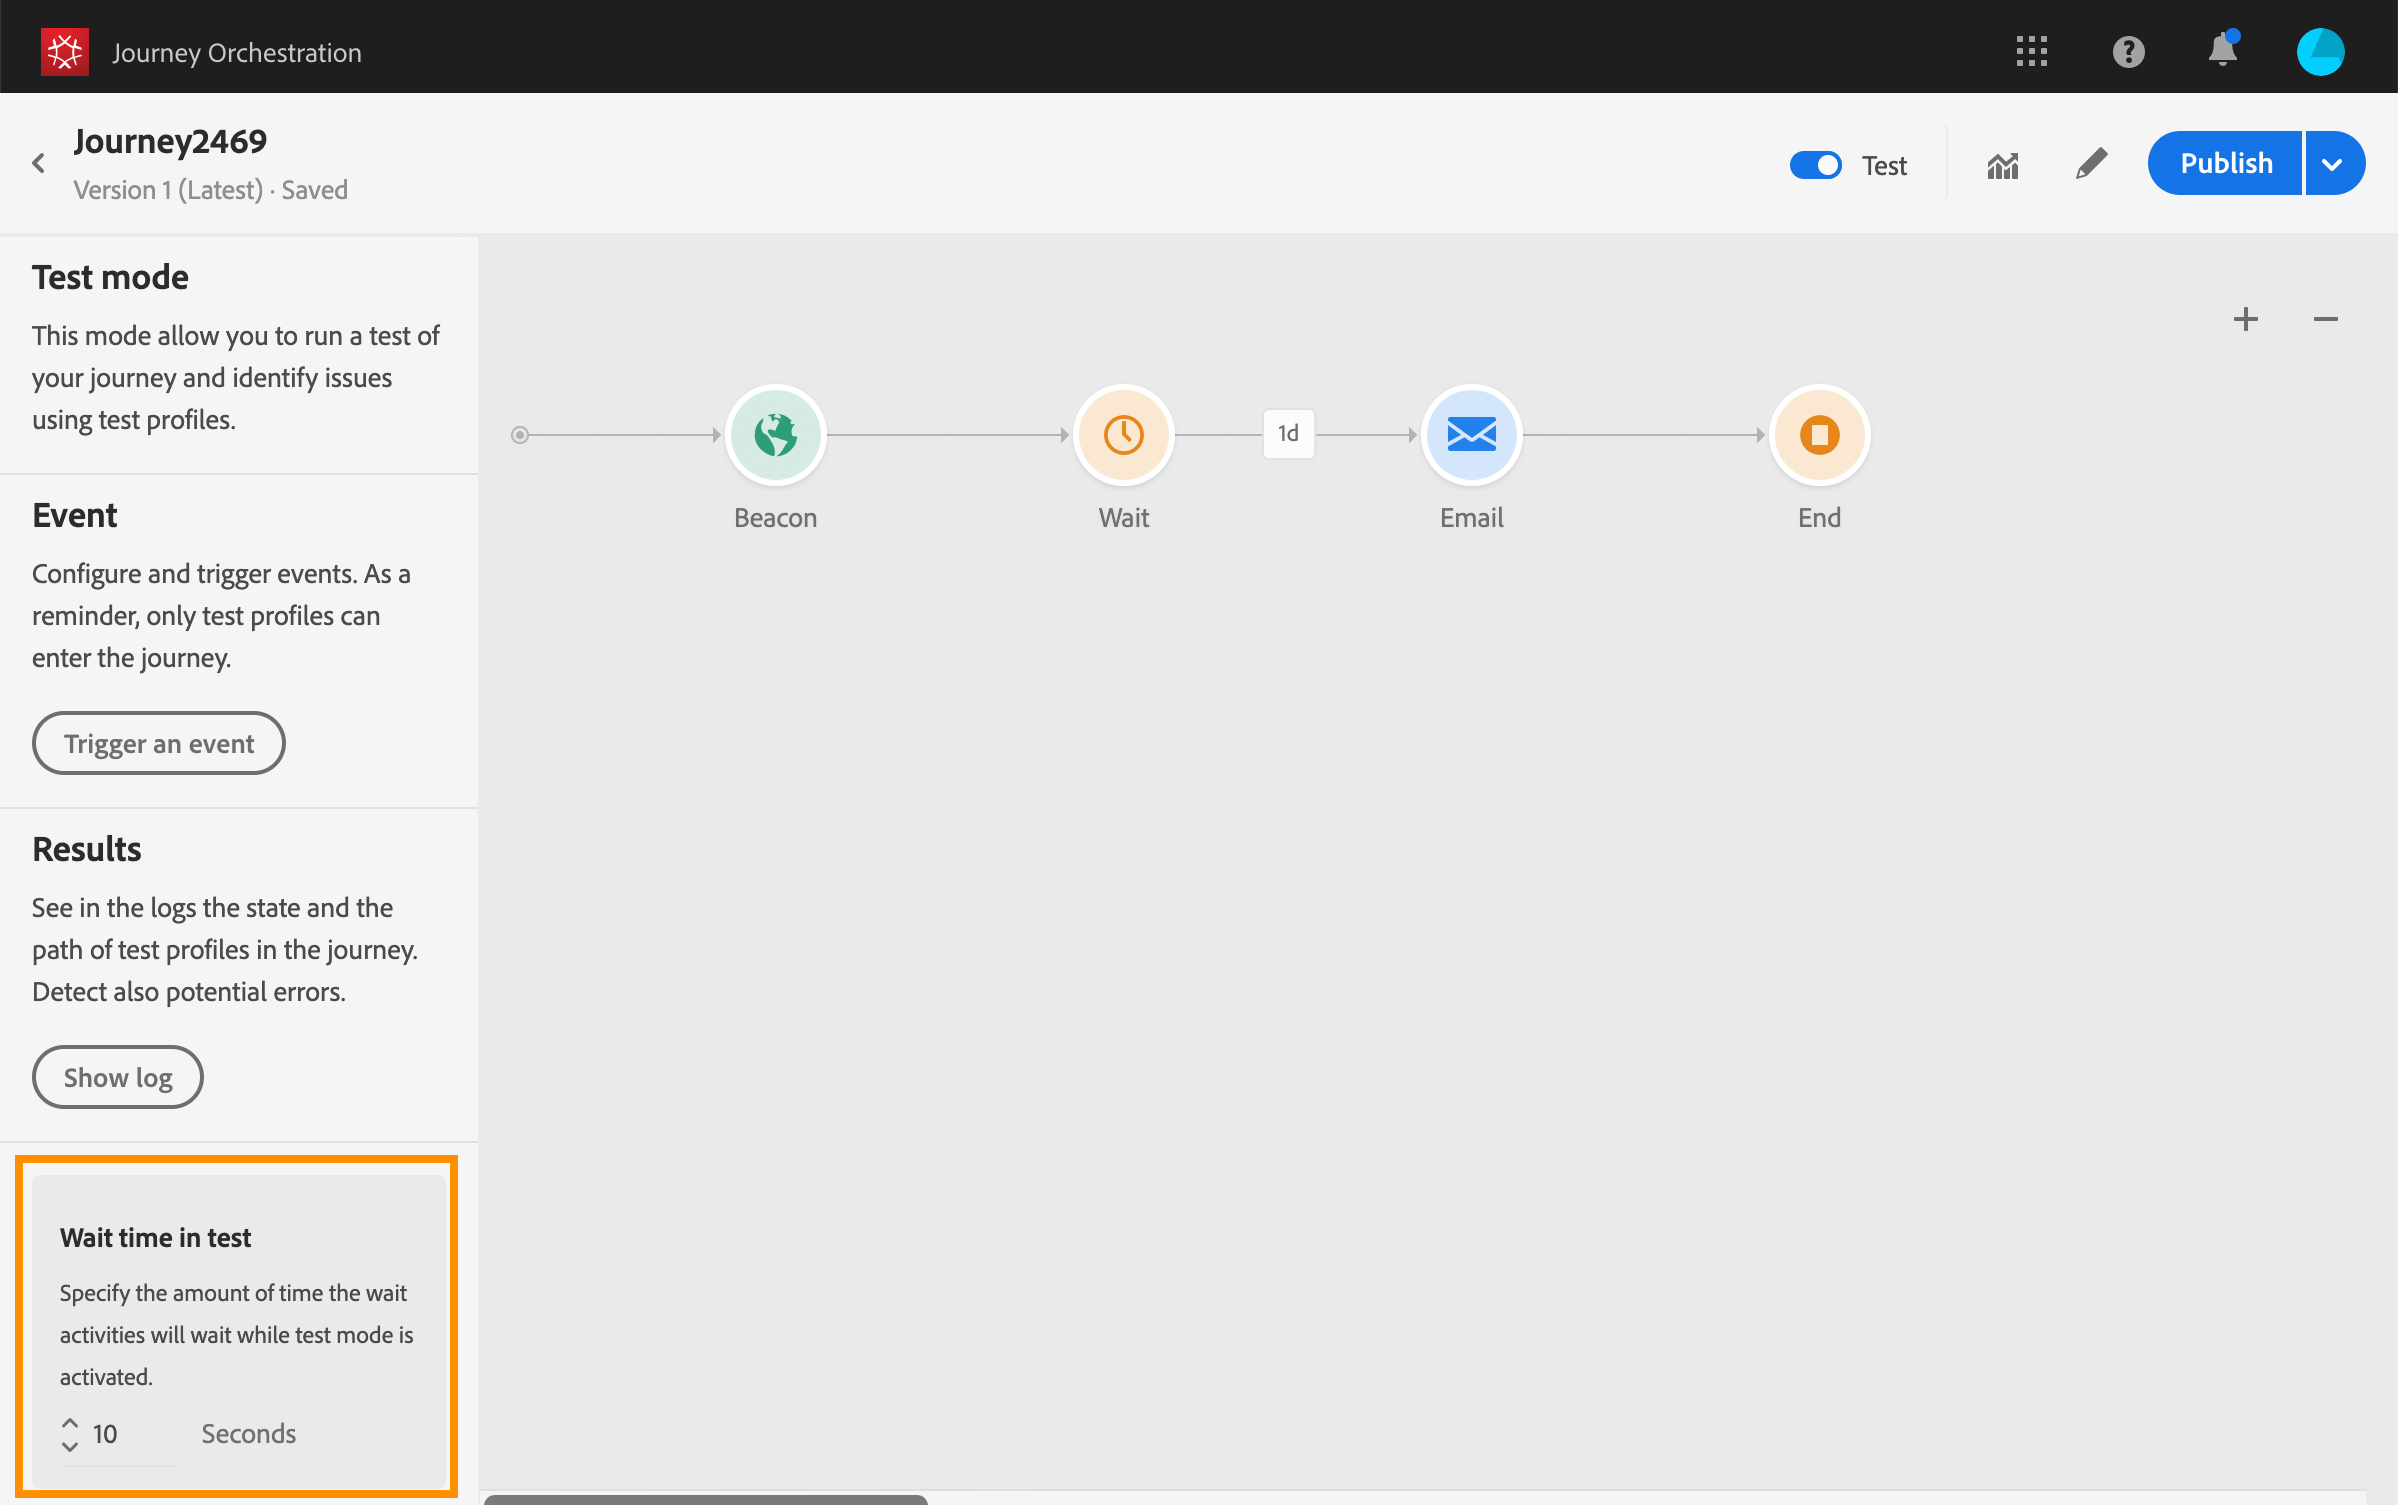 Journey Orchestration
Journey2469
Version 1 (Latest) · Saved
Test
Publish
Test mode
This mode allow you to run a test of
your journey and identify issues
using test profiles.
Event
Configure and trigger events. As a
reminder, only test profiles can
enter the journey.
Trigger an event
Results
See in the logs the state and the
path of test profiles in the journey.
Detect also potential errors.
Show log
Wait time in test
Specify the amount of time the wait
activities will wait while test mode is
activated.
10 Seconds
1d
Beacon Wait Email End